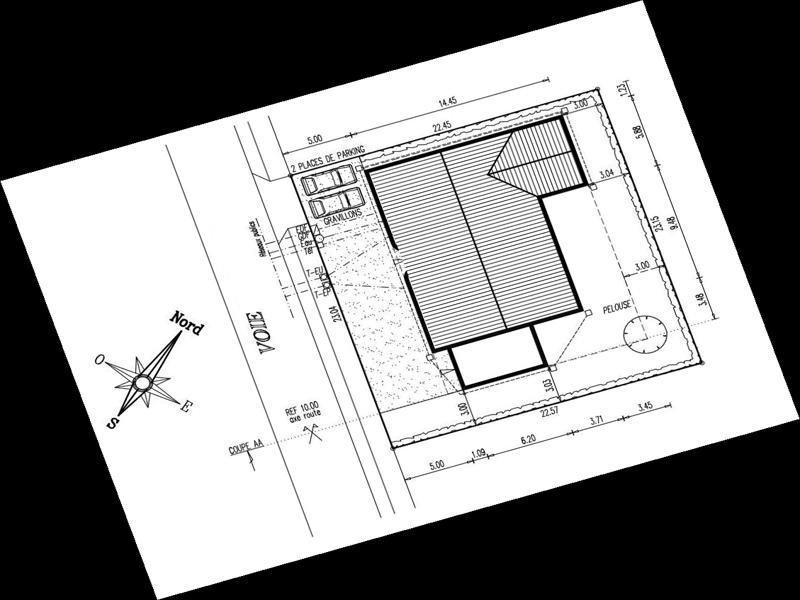 14.45
5.00
22.45
3.00
1.23
5.88
2 PLACES DE PARKING
3.04
GRAVILLONS
EDF
Eau
Tel
T-EU
T-EP
23.04
23.15
9.48
3.00
3.48
PELOUSE
VOIE
Nord
O
S
E
REF 10.00
axe route
COUPE AA
3.00
3.03
22.57
5.00
1.09
6.20
3.71
3.45